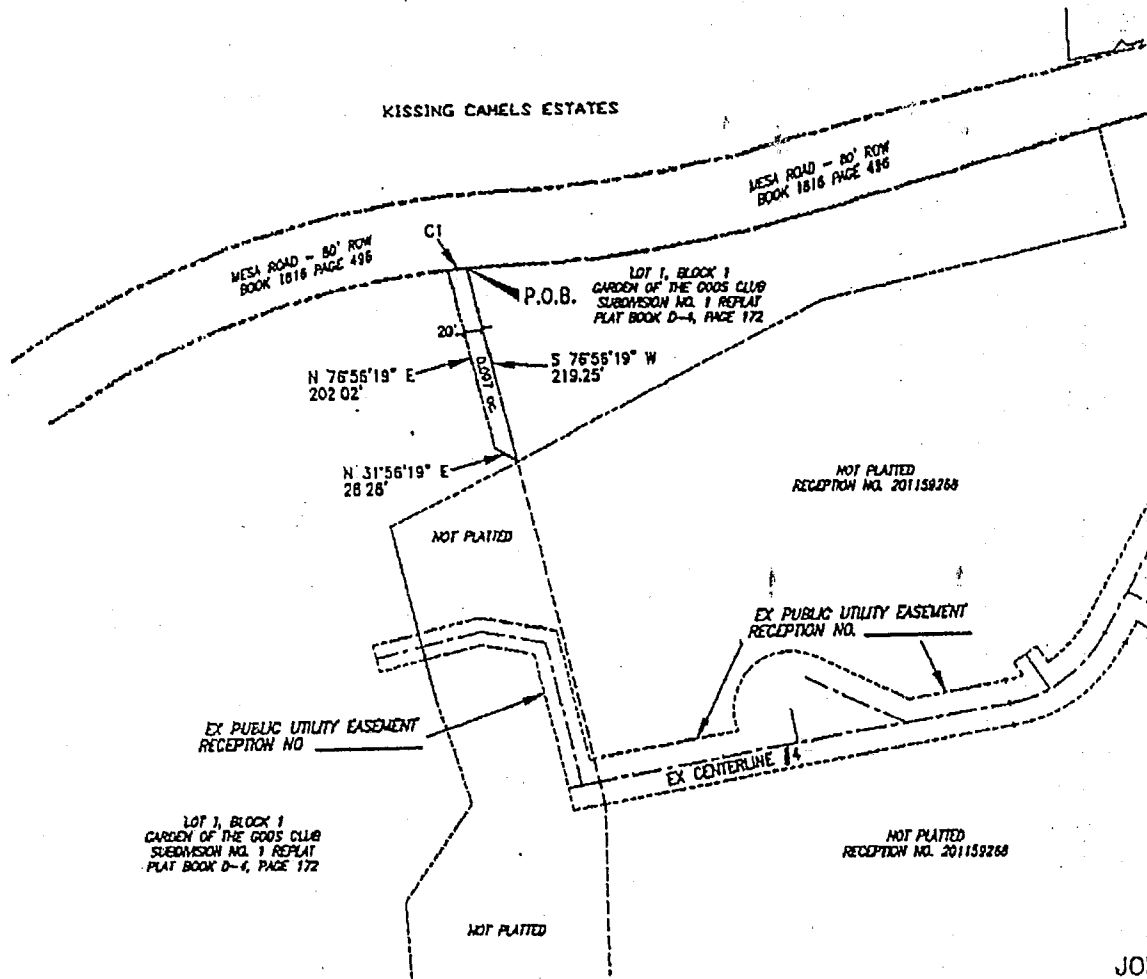 KISSING CAMELS ESTATES
MESA ROAD - 80' ROW
BOOK 1816 PAGE 496
MESA ROAD - 80' ROW
BOOK 1816 PAGE 496
C1
P.O.B.
LOT 1, BLOCK 1
GARDEN OF THE GODS CLUB
SUBDIVISION NO. 1 REPLAT
PLAT BOOK D-4, PAGE 172
20'
N 76°56'19" E
202.02'
0.097 AC.
S 76°56'19" W
219.25'
N 31°56'19" E
28.28'
NOT PLATTED
RECEPTION NO. 201159268
NOT PLATTED
EX PUBLIC UTILITY EASEMENT
RECEPTION NO.
EX PUBLIC UTILITY EASEMENT
RECEPTION NO
EX CENTERLINE #4
LOT 1, BLOCK 1
GARDEN OF THE GODS CLUB
SUBDIVISION NO. 1 REPLAT
PLAT BOOK D-4, PAGE 172
NOT PLATTED
RECEPTION NO. 201159268
NOT PLATTED
JO